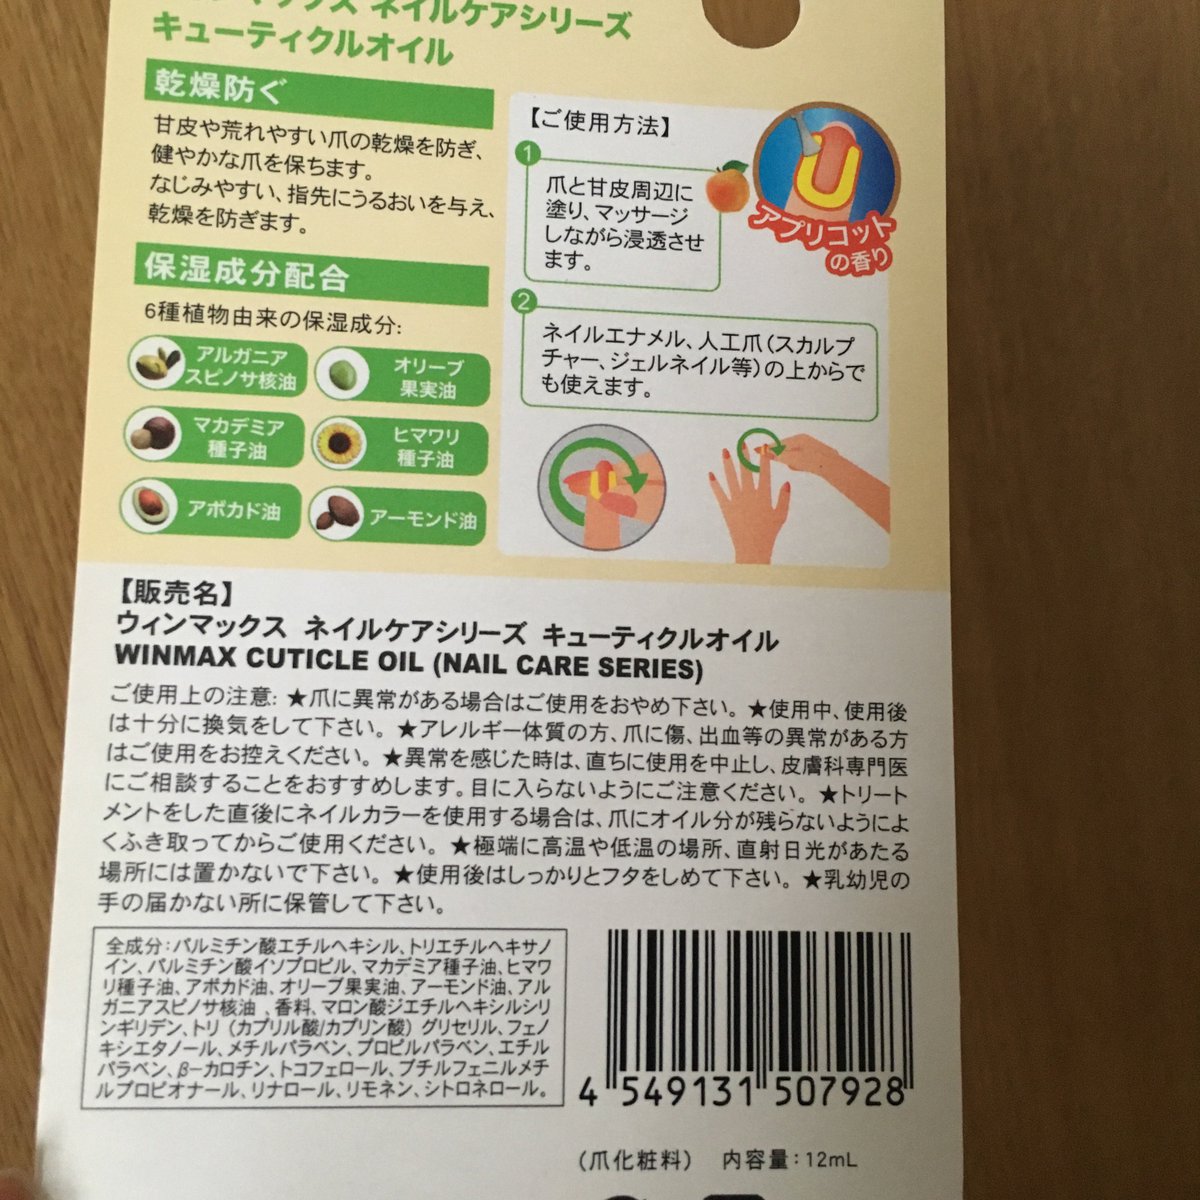 マックス ネイルケアシリーズ
キューティクルオイル
乾燥防ぐ
甘皮や荒れやすい爪の乾燥を防ぎ、
健やかな爪を保ちます。
なじみやすい、指先にうるおいを与え、
乾燥を防ぎます。
保湿成分配合
6種植物由来の保湿成分:
アルガニア
スピノサ核油
オリーブ
果実油
マカデミア
種子油
ヒマワリ
種子油
アボカド油
アーモンド油
【ご使用方法】
1
爪と甘皮周辺に
塗り、マッサージ
しながら浸透させ
ます。
アプリコット
の香り
2
ネイルエナメル、人工爪(スカルプ
チャー、ジェルネイル等)の上からで
も使えます。
【販売名】
ウィンマックス ネイルケアシリーズ キューティクルオイル
WINMAX CUTICLE OIL (NAIL CARE SERIES)
ご使用上の注意: ★爪に異常がある場合はご使用をおやめ下さい。★使用中、使用後
は十分に換気をして下さい。★アレルギー体質の方、爪に傷、出血等の異常がある方
はご使用をお控えください。★異常を感じた時は、直ちに使用を中止し、皮膚科専門医
にご相談することをおすすめします。目に入らないようにご注意ください。★トリート
メントをした直後にネイルカラーを使用する場合は、爪にオイル分が残らないようによ
くふき取ってからご使用ください。★極端に高温や低温の場所、直射日光があたる
場所には置かないで下さい。★使用後はしっかりとフタをしめて下さい。★乳幼児の
手の届かない所に保管して下さい。
全成分:パルミチン酸エチルヘキシル、トリエチルヘキサノ
イン、パルミチン酸イソプロピル、マカデミア種子油、ヒマワ
リ種子油、アボカド油、オリーブ果実油、アーモンド油、アル
ガニアスピノサ核油 、香料、マロン酸ジエチルヘキシルシリ
ンギリデン、トリ (カプリル酸/カプリン酸) グリセリル、フェノ
キシエタノール、メチルパラベン、プロピルパラベン、エチル
パラベン、β-カロチン、トコフェロール、ブチルフェニルメチ
ルプロピオナール、リナロール、リモネン、シトロネロール。
4 549131 507928
(爪化粧料) 内容量:12mL